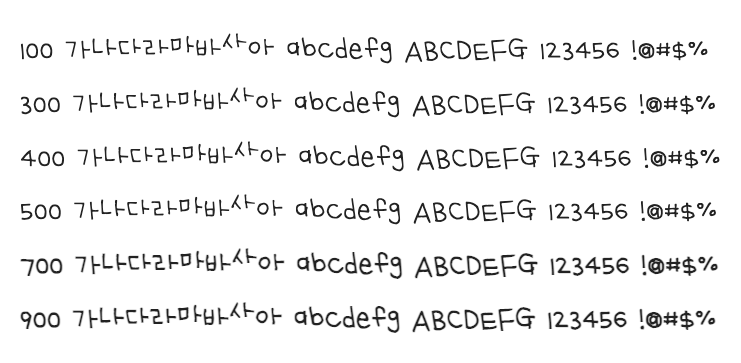 100 가나다라마바사아 abcdefg ABCDEFG 123456 !@#$%
300 가나다라마바사아 abcdefg ABCDEFG 123456 !@#$%
400 가나다라마바사아 abcdefg ABCDEFG 123456 !@#$%
500 가나다라마바사아 abcdefg ABCDEFG 123456 !@#$%
700 가나다라마바사아 abcdefg ABCDEFG 123456 !@#$%
900 가나다라마바사아 abcdefg ABCDEFG 123456 !@#$%